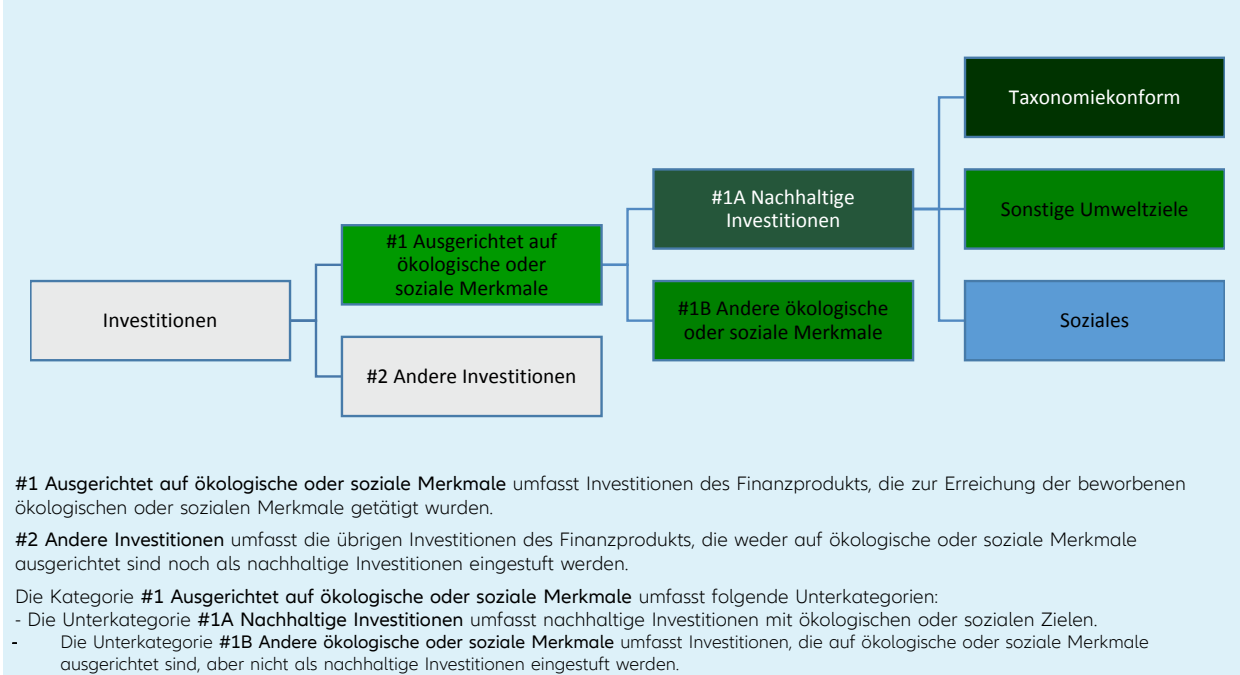 Taxonomiekonform
#1A Nachhaltige
Investitionen
Sonstige Umweltziele
#1 Ausgerichtet auf
ökologische oder
soziale Merkmale
Investitionen
#1B Andere ökologische
oder soziale Merkmale
Soziales
#2 Andere Investitionen
#1 Ausgerichtet auf ökologische oder soziale Merkmale umfasst Investitionen des Finanzprodukts, die zur Erreichung der beworbenen
ökologischen oder sozialen Merkmale getätigt wurden.
#2 Andere Investitionen umfasst die übrigen Investitionen des Finanzprodukts, die weder auf ökologische oder soziale Merkmale
ausgerichtet sind noch als nachhaltige Investitionen eingestuft werden.
Die Kategorie #1 Ausgerichtet auf ökologische oder soziale Merkmale umfasst folgende Unterkategorien:
- Die Unterkategorie #1A Nachhaltige Investitionen umfasst nachhaltige Investitionen mit ökologischen oder sozialen Zielen.
- Die Unterkategorie #1B Andere ökologische oder soziale Merkmale umfasst Investitionen, die auf ökologische oder soziale Merkmale
ausgerichtet sind, aber nicht als nachhaltige Investitionen eingestuft werden.